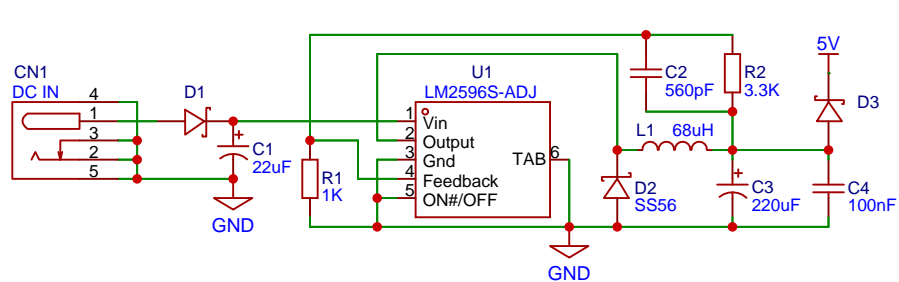 CN1
DC IN
4
1
3
2
5
D1
C1
22uF
GND
R1
1K
U1
LM2596S-ADJ
1
Vin
2
Output
3
Gnd
4
Feedback
5
ON#/OFF
TAB
6
GND
C2
560pF
R2
3.3K
L1
68uH
D2
SS56
C3
220uF
5V
D3
C4
100nF